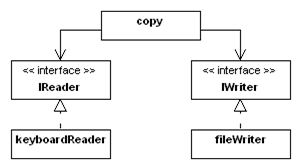 copy
<< interface >>
IReader
<< interface >>
IWriter
keyboardReader
fileWriter